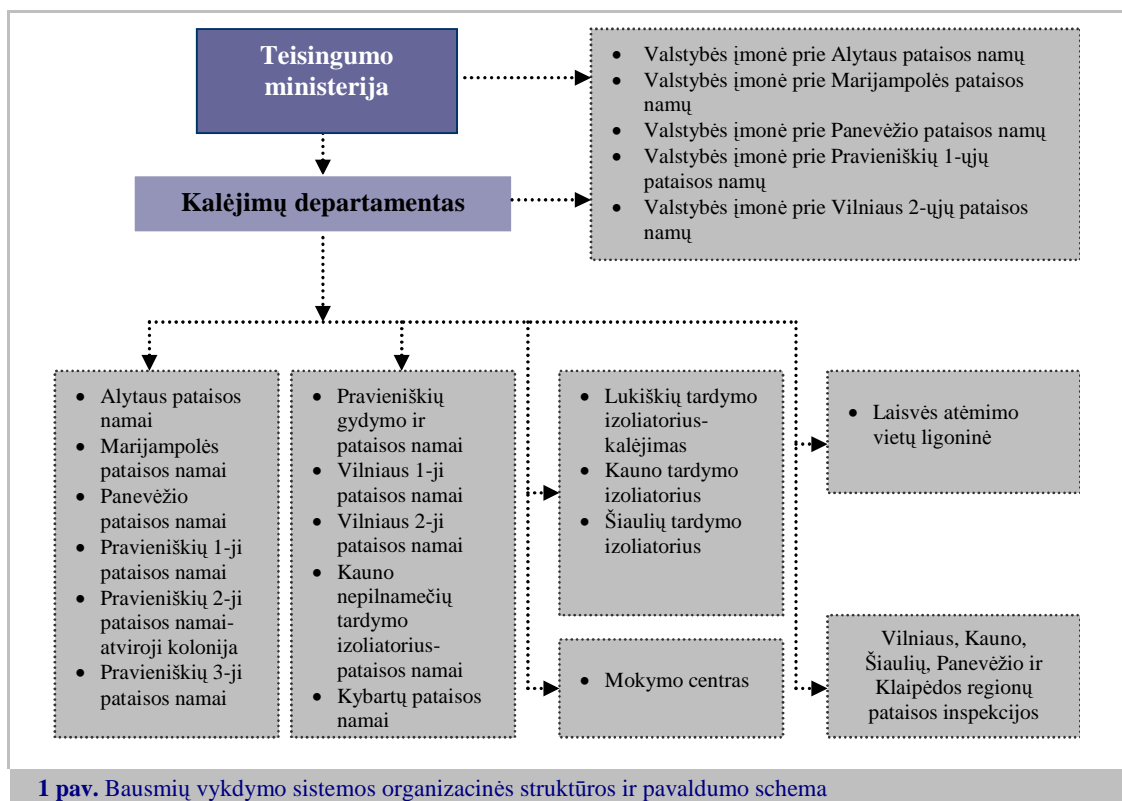 Teisingumo
ministerija
• Valstybės įmonė prie Alytaus pataisos namų
• Valstybės įmonė prie Marijampolės pataisos
namų
• Valstybės įmonė prie Panevėžio pataisos namų
• Valstybės įmonė prie Pravieniškių 1-ųjų
pataisos namų
• Valstybės įmonė prie Vilniaus 2-ųjų pataisos
namų
Kalėjimų departamentas
• Alytaus pataisos
namai
• Marijampolės
pataisos namai
• Panevėžio
pataisos namai
• Pravieniškių 1-ji
pataisos namai
• Pravieniškių 2-ji
pataisos namai-
atviroji kolonija
• Pravieniškių 3-ji
pataisos namai
• Pravieniškių
gydymo ir
pataisos namai
• Vilniaus 1-ji
pataisos namai
• Vilniaus 2-ji
pataisos namai
• Kauno
nepilnamečių
tardymo
izoliatorius-
pataisos namai
• Kybartų pataisos
namai
• Lukiškių tardymo
izoliatorius-
kalėjimas
• Kauno tardymo
izoliatorius
• Šiaulių tardymo
izoliatorius
• Mokymo centras
• Laisvės atėmimo
vietų ligoninė
Vilniaus, Kauno,
Šiaulių, Panevėžio ir
Klaipėdos regionų
pataisos inspekcijos
1 pav. Bausmių vykdymo sistemos organizacinės struktūros ir pavaldumo schema